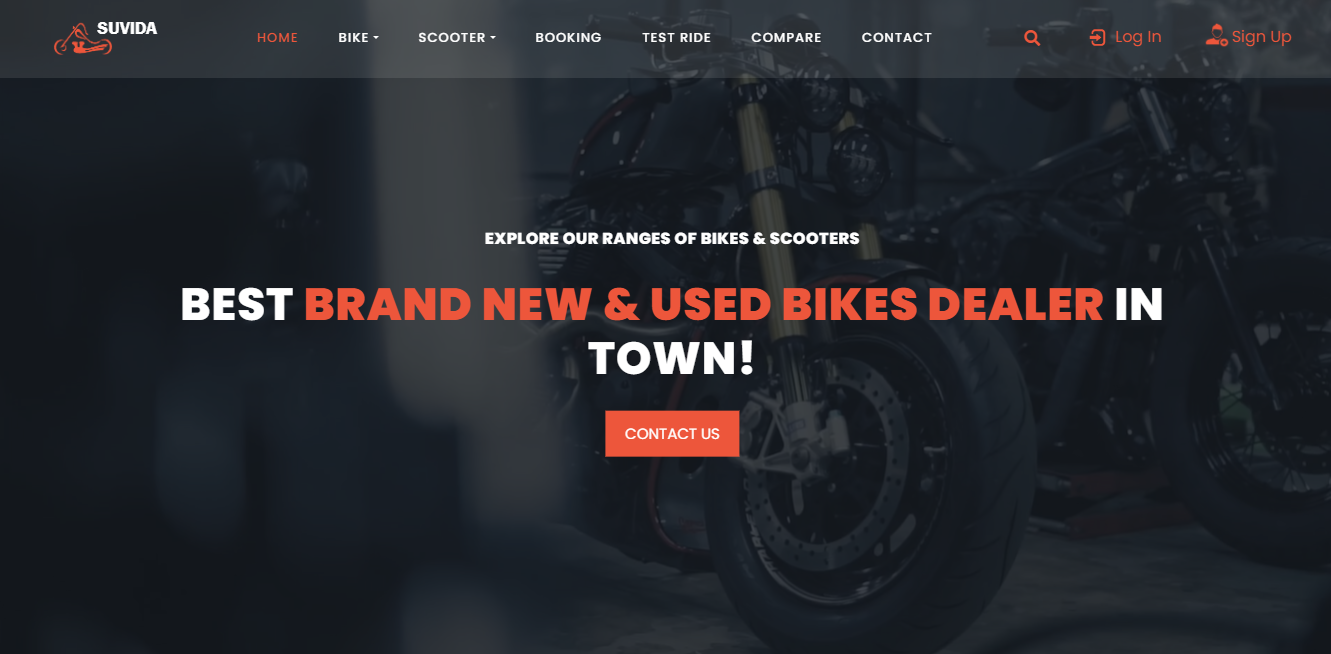 SUVIDA
HOME BIKE SCOOTER BOOKING TEST RIDE COMPARE CONTACT Log In Sign Up
EXPLORE OUR RANGES OF BIKES & SCOOTERS
BEST BRAND NEW & USED BIKES DEALER IN
TOWN!
CONTACT US